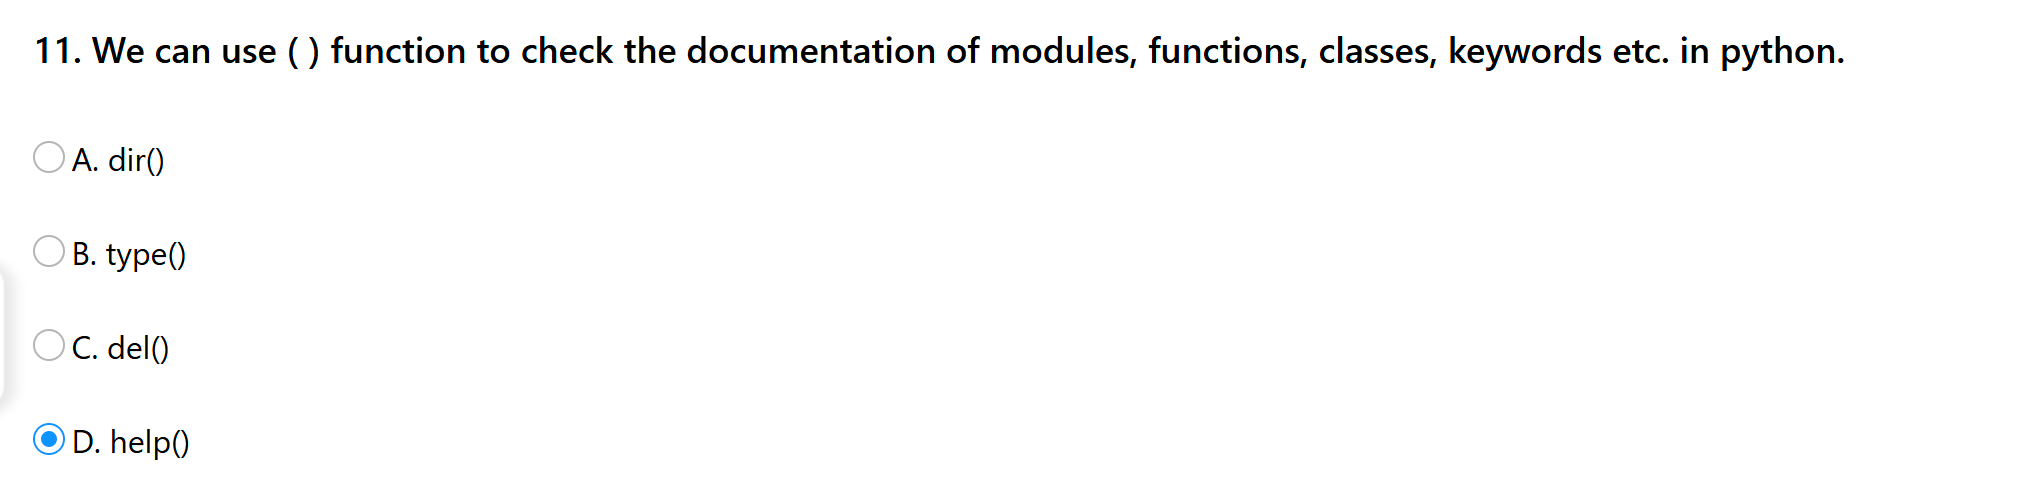 11. We can use ( ) function to check the documentation of modules, functions, classes, keywords etc. in python.
A. dir()
B. type()
C. del()
D. help()